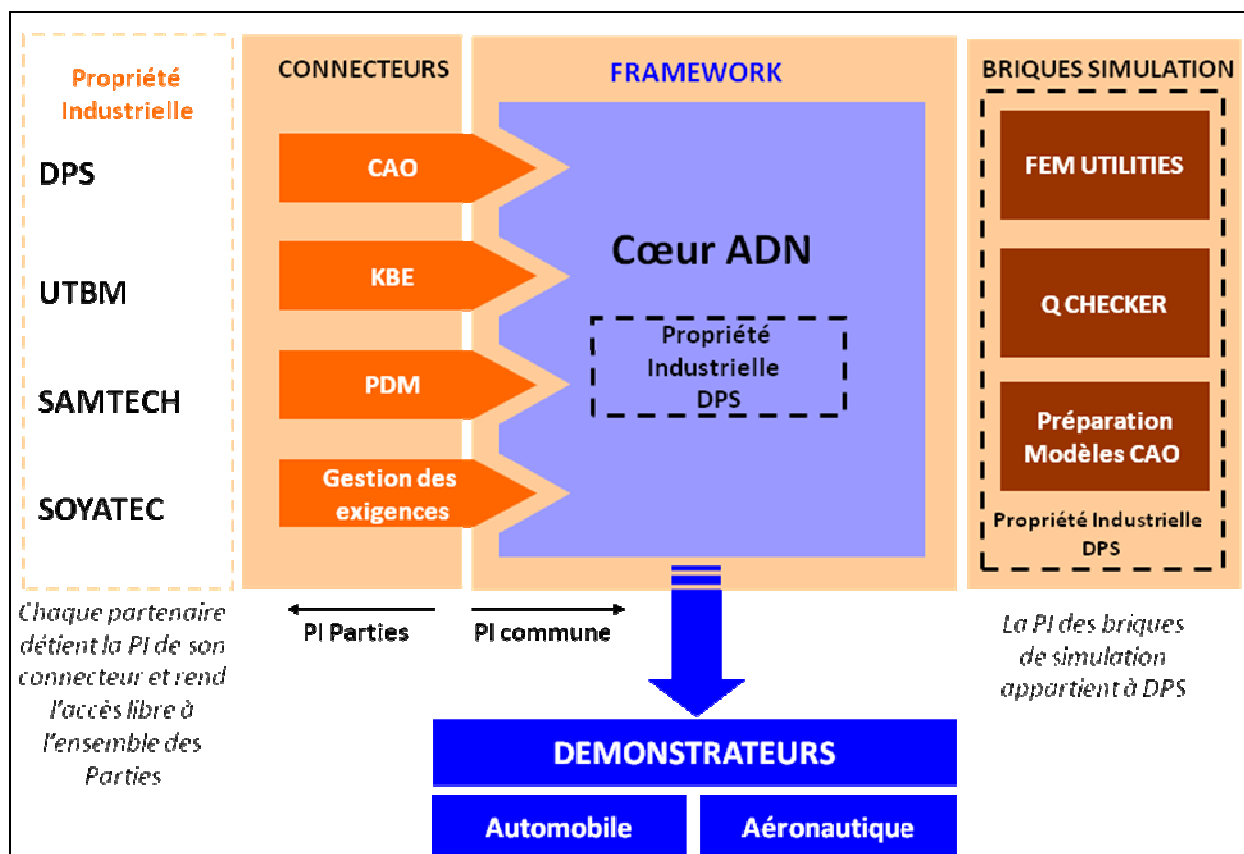 Propriété
Industrielle
DPS
UTBM
SAMTECH
SOYATEC
Chaque partenaire
détient la PI de son
connecteur et rend
l'accès libre à
l'ensemble des
Parties
CONNECTEURS
CAO
KBE
PDM
Gestion des
exigences
PI Parties
PI commune
FRAMEWORK
Cœur ADN
Propriété
Industrielle
DPS
DEMONSTRATEURS
Automobile
Aéronautique
BRIQUES SIMULATION
FEM UTILITIES
Q CHECKER
Préparation
Modèles CAO
Propriété Industrielle
DPS
La PI des briques
de simulation
appartient à DPS